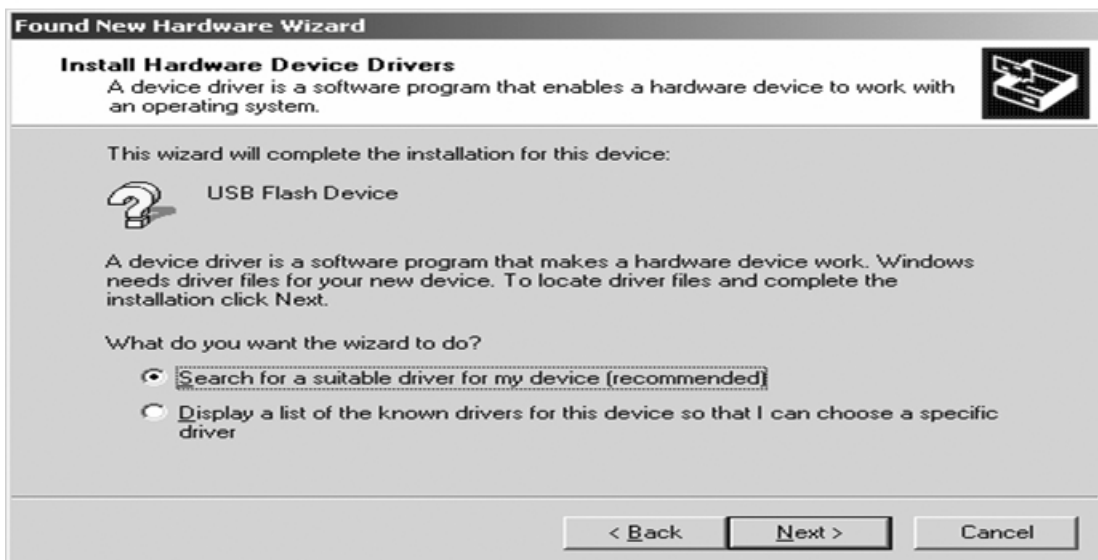 Found New Hardware Wizard
Install Hardware Device Drivers
A device driver is a software program that enables a hardware device to work with
an operating system.
This wizard will complete the installation for this device:
USB Flash Device
A device driver is a software program that makes a hardware device work. Windows
needs driver files for your new device. To locate driver files and complete the
installation click Next.
What do you want the wizard to do?
Search for a suitable driver for my device (recommended)
Display a list of the known drivers for this device so that I can choose a specific
driver
< Back Next > Cancel